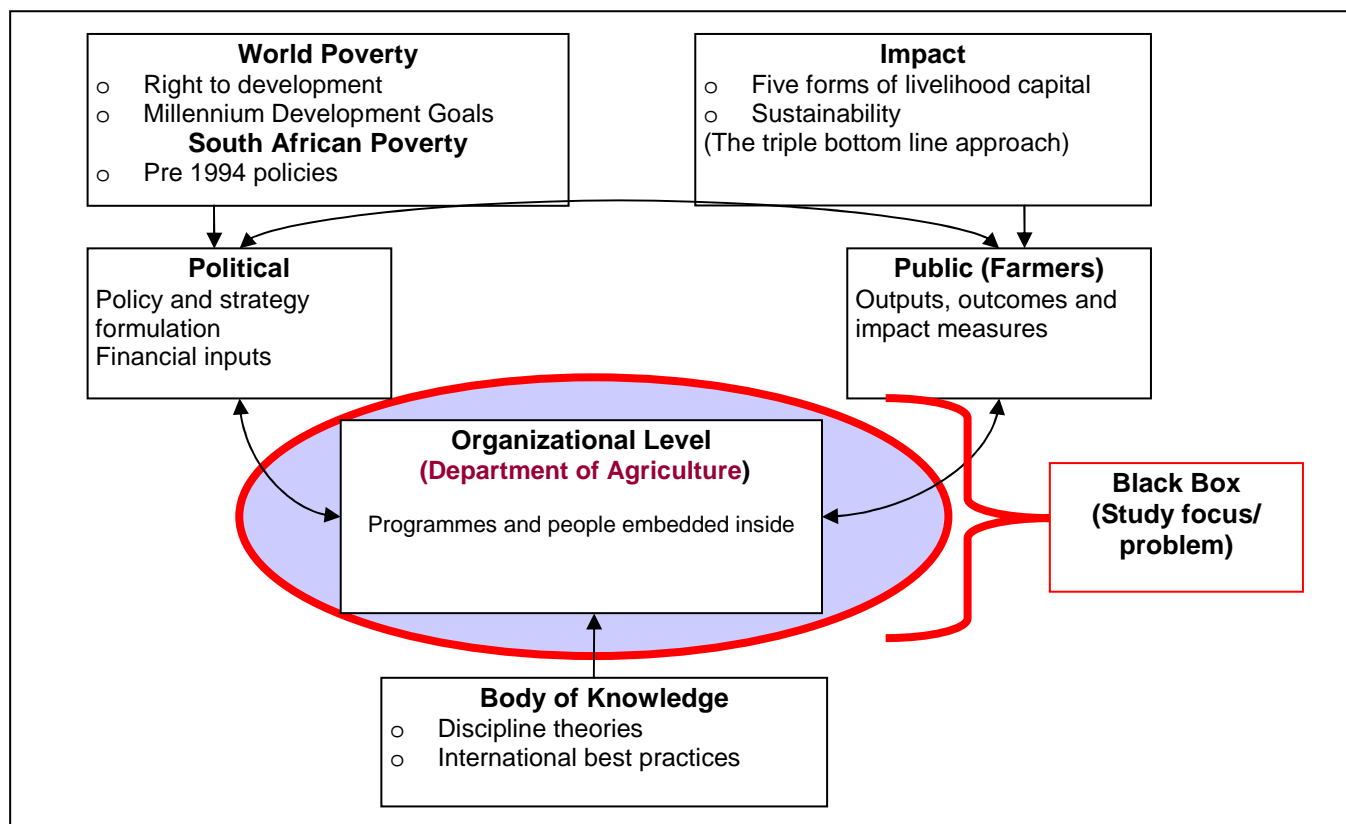 World Poverty
o Right to development
o Millennium Development Goals
South African Poverty
o Pre 1994 policies
Impact
o Five forms of livelihood capital
o Sustainability
(The triple bottom line approach)
Political
Policy and strategy
formulation
Financial inputs
Public (Farmers)
Outputs, outcomes and
impact measures
Organizational Level
(Department of Agriculture)
Programmes and people embedded inside
Black Box
(Study focus/
problem)
Body of Knowledge
o Discipline theories
o International best practices